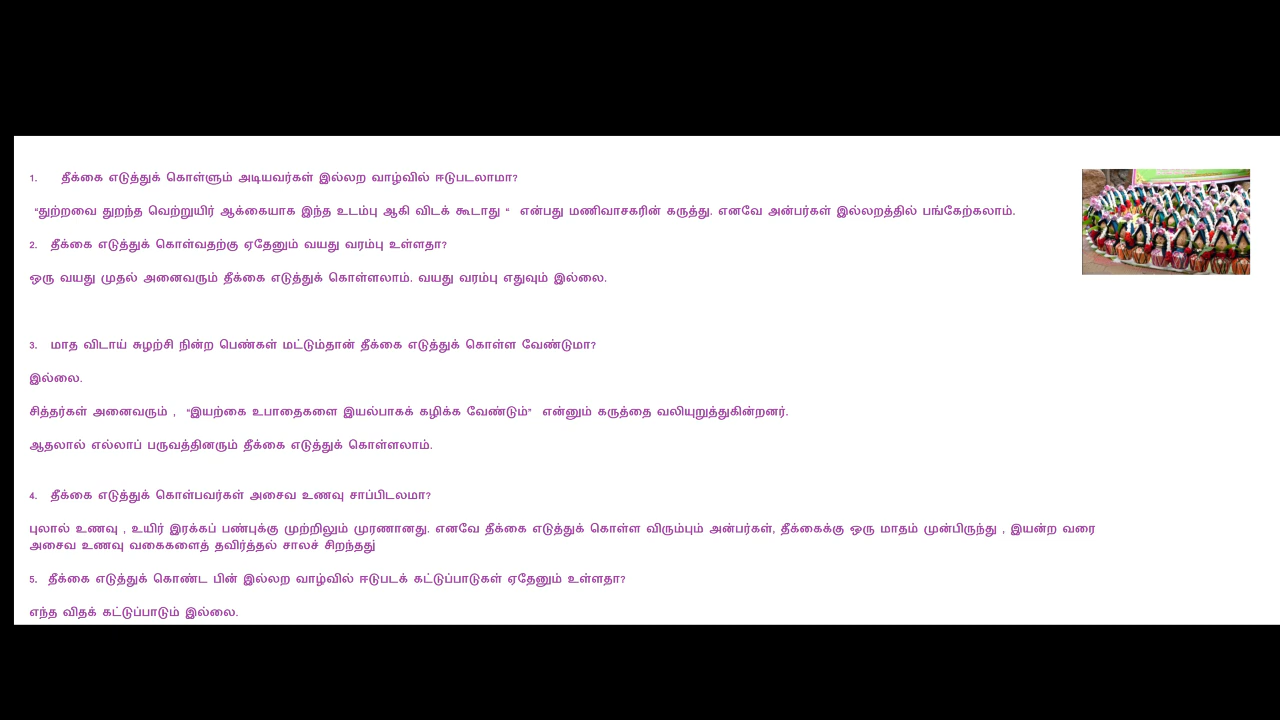 1. தீக்கை எடுத்துக் கொள்ளும் அடியவர்கள் இல்லற வாழ்வில் ஈடுபடலாமா?
“துற்றவை துறந்த வெற்றுயிர் ஆக்கையாக இந்த உடம்பு ஆகி விடக் கூடாது “ என்பது மணிவாசகரின் கருத்து. எனவே அன்பர்கள் இல்லறத்தில் பங்கேற்கலாம்.
2. தீக்கை எடுத்துக் கொள்வதற்கு ஏதேனும் வயது வரம்பு உள்ளதா?
ஒரு வயது முதல் அனைவரும் தீக்கை எடுத்துக் கொள்ளலாம். வயது வரம்பு எதுவும் இல்லை.
3. மாத விடாய் சுழற்சி நின்ற பெண்கள் மட்டும்தான் தீக்கை எடுத்துக் கொள்ள வேண்டுமா?
இல்லை.
சித்தர்கள் அனைவரும் , “இயற்கை உபாதைகளை இயல்பாகக் கழிக்க வேண்டும்” என்னும் கருத்தை வலியுறுத்துகின்றனர்.
ஆதலால் எல்லாப் பருவத்தினரும் தீக்கை எடுத்துக் கொள்ளலாம்.
4. தீக்கை எடுத்துக் கொள்பவர்கள் அசைவ உணவு சாப்பிடலமா?
புலால் உணவு , உயிர் இரக்கப் பண்புக்கு முற்றிலும் முரணானது. எனவே தீக்கை எடுத்துக் கொள்ள விரும்பும் அன்பர்கள், தீக்கைக்கு ஒரு மாதம் முன்பிருந்து , இயன்ற வரை
அசைவ உணவு வகைகளைத் தவிர்த்தல் சாலச் சிறந்தது்
5. தீக்கை எடுத்துக் கொண்ட பின் இல்லற வாழ்வில் ஈடுபடக் கட்டுப்பாடுகள் ஏதேனும் உள்ளதா?
எந்த விதக் கட்டுப்பாடும் இல்லை.